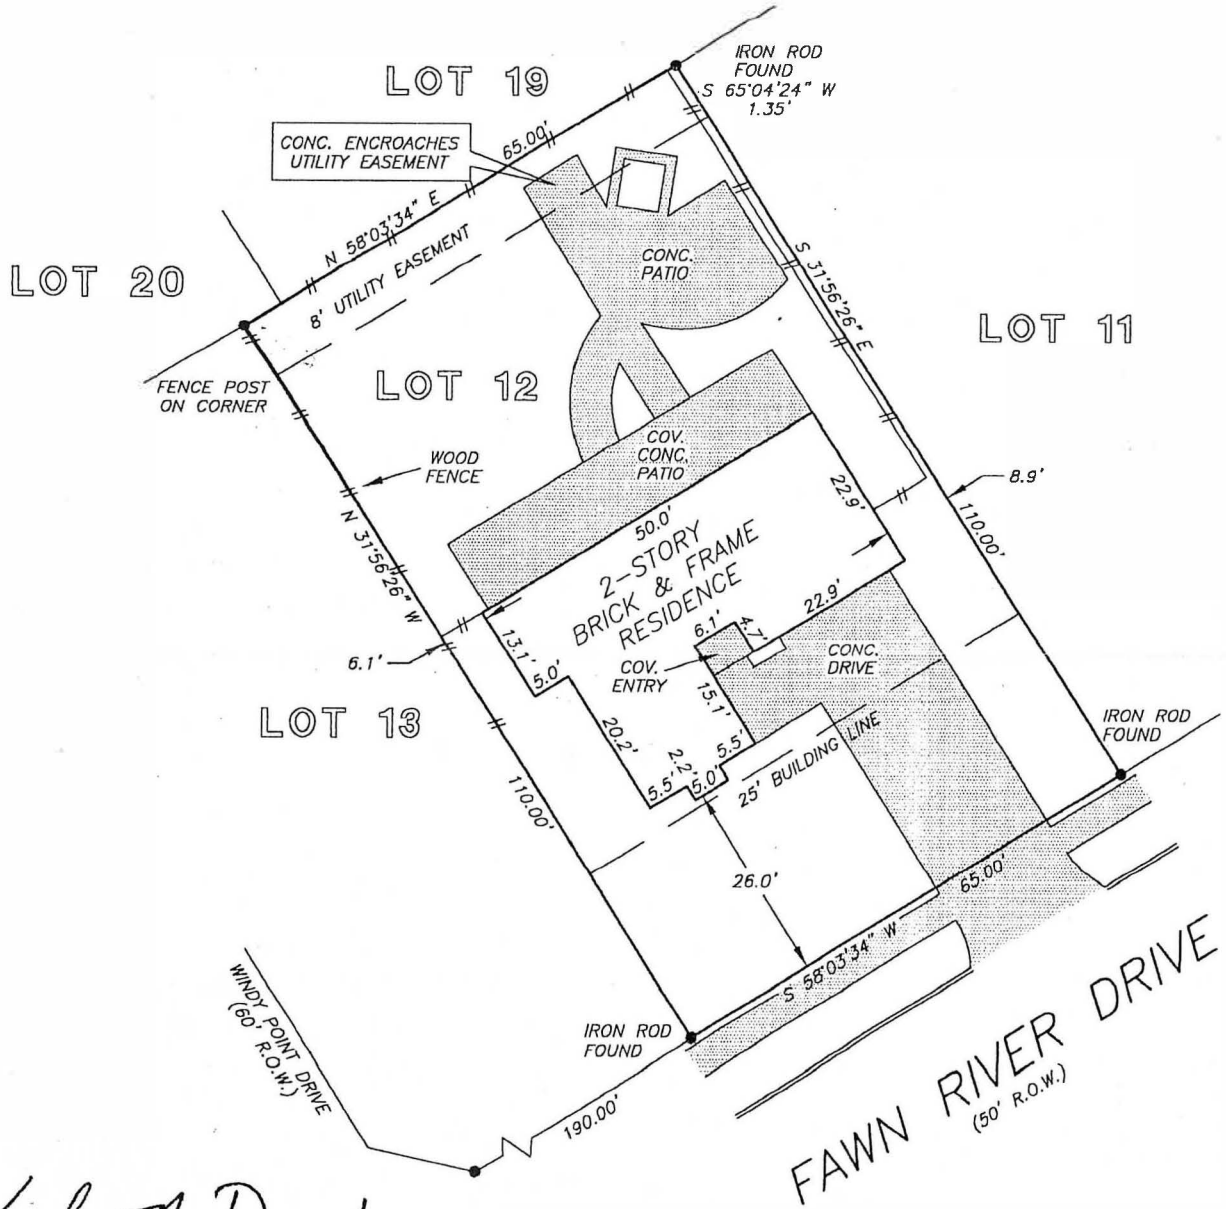 IRON ROD
FOUND
S 65°04'24" W
1.35'
LOT 19
CONC. ENCROACHES
UTILITY EASEMENT
65.00'
N 58°03'34" E
8' UTILITY EASEMENT
LOT 20
CONC.
PATIO
S 31°56'26" E
LOT 11
FENCE POST
ON CORNER
LOT 12
WOOD
FENCE
COV.
CONC.
PATIO
8.9'
22.9'
110.00'
50.0'
2-STORY
BRICK & FRAME
RESIDENCE
N 31°56'26" W
6.1'
13.1'
5.0'
6.1'
4.7'
22.9'
COV.
ENTRY
CONC.
DRIVE
15.1'
LOT 13
20.2'
2.2'
5.5'
5.5'
5.0'
25' BUILDING LINE
IRON ROD
FOUND
110.00'
26.0'
65.00'
S 58°03'34" W
WINDY POINT DRIVE
(60' R.O.W.)
IRON ROD
FOUND
190.00'
FAWN RIVER DRIVE
(50' R.O.W.)